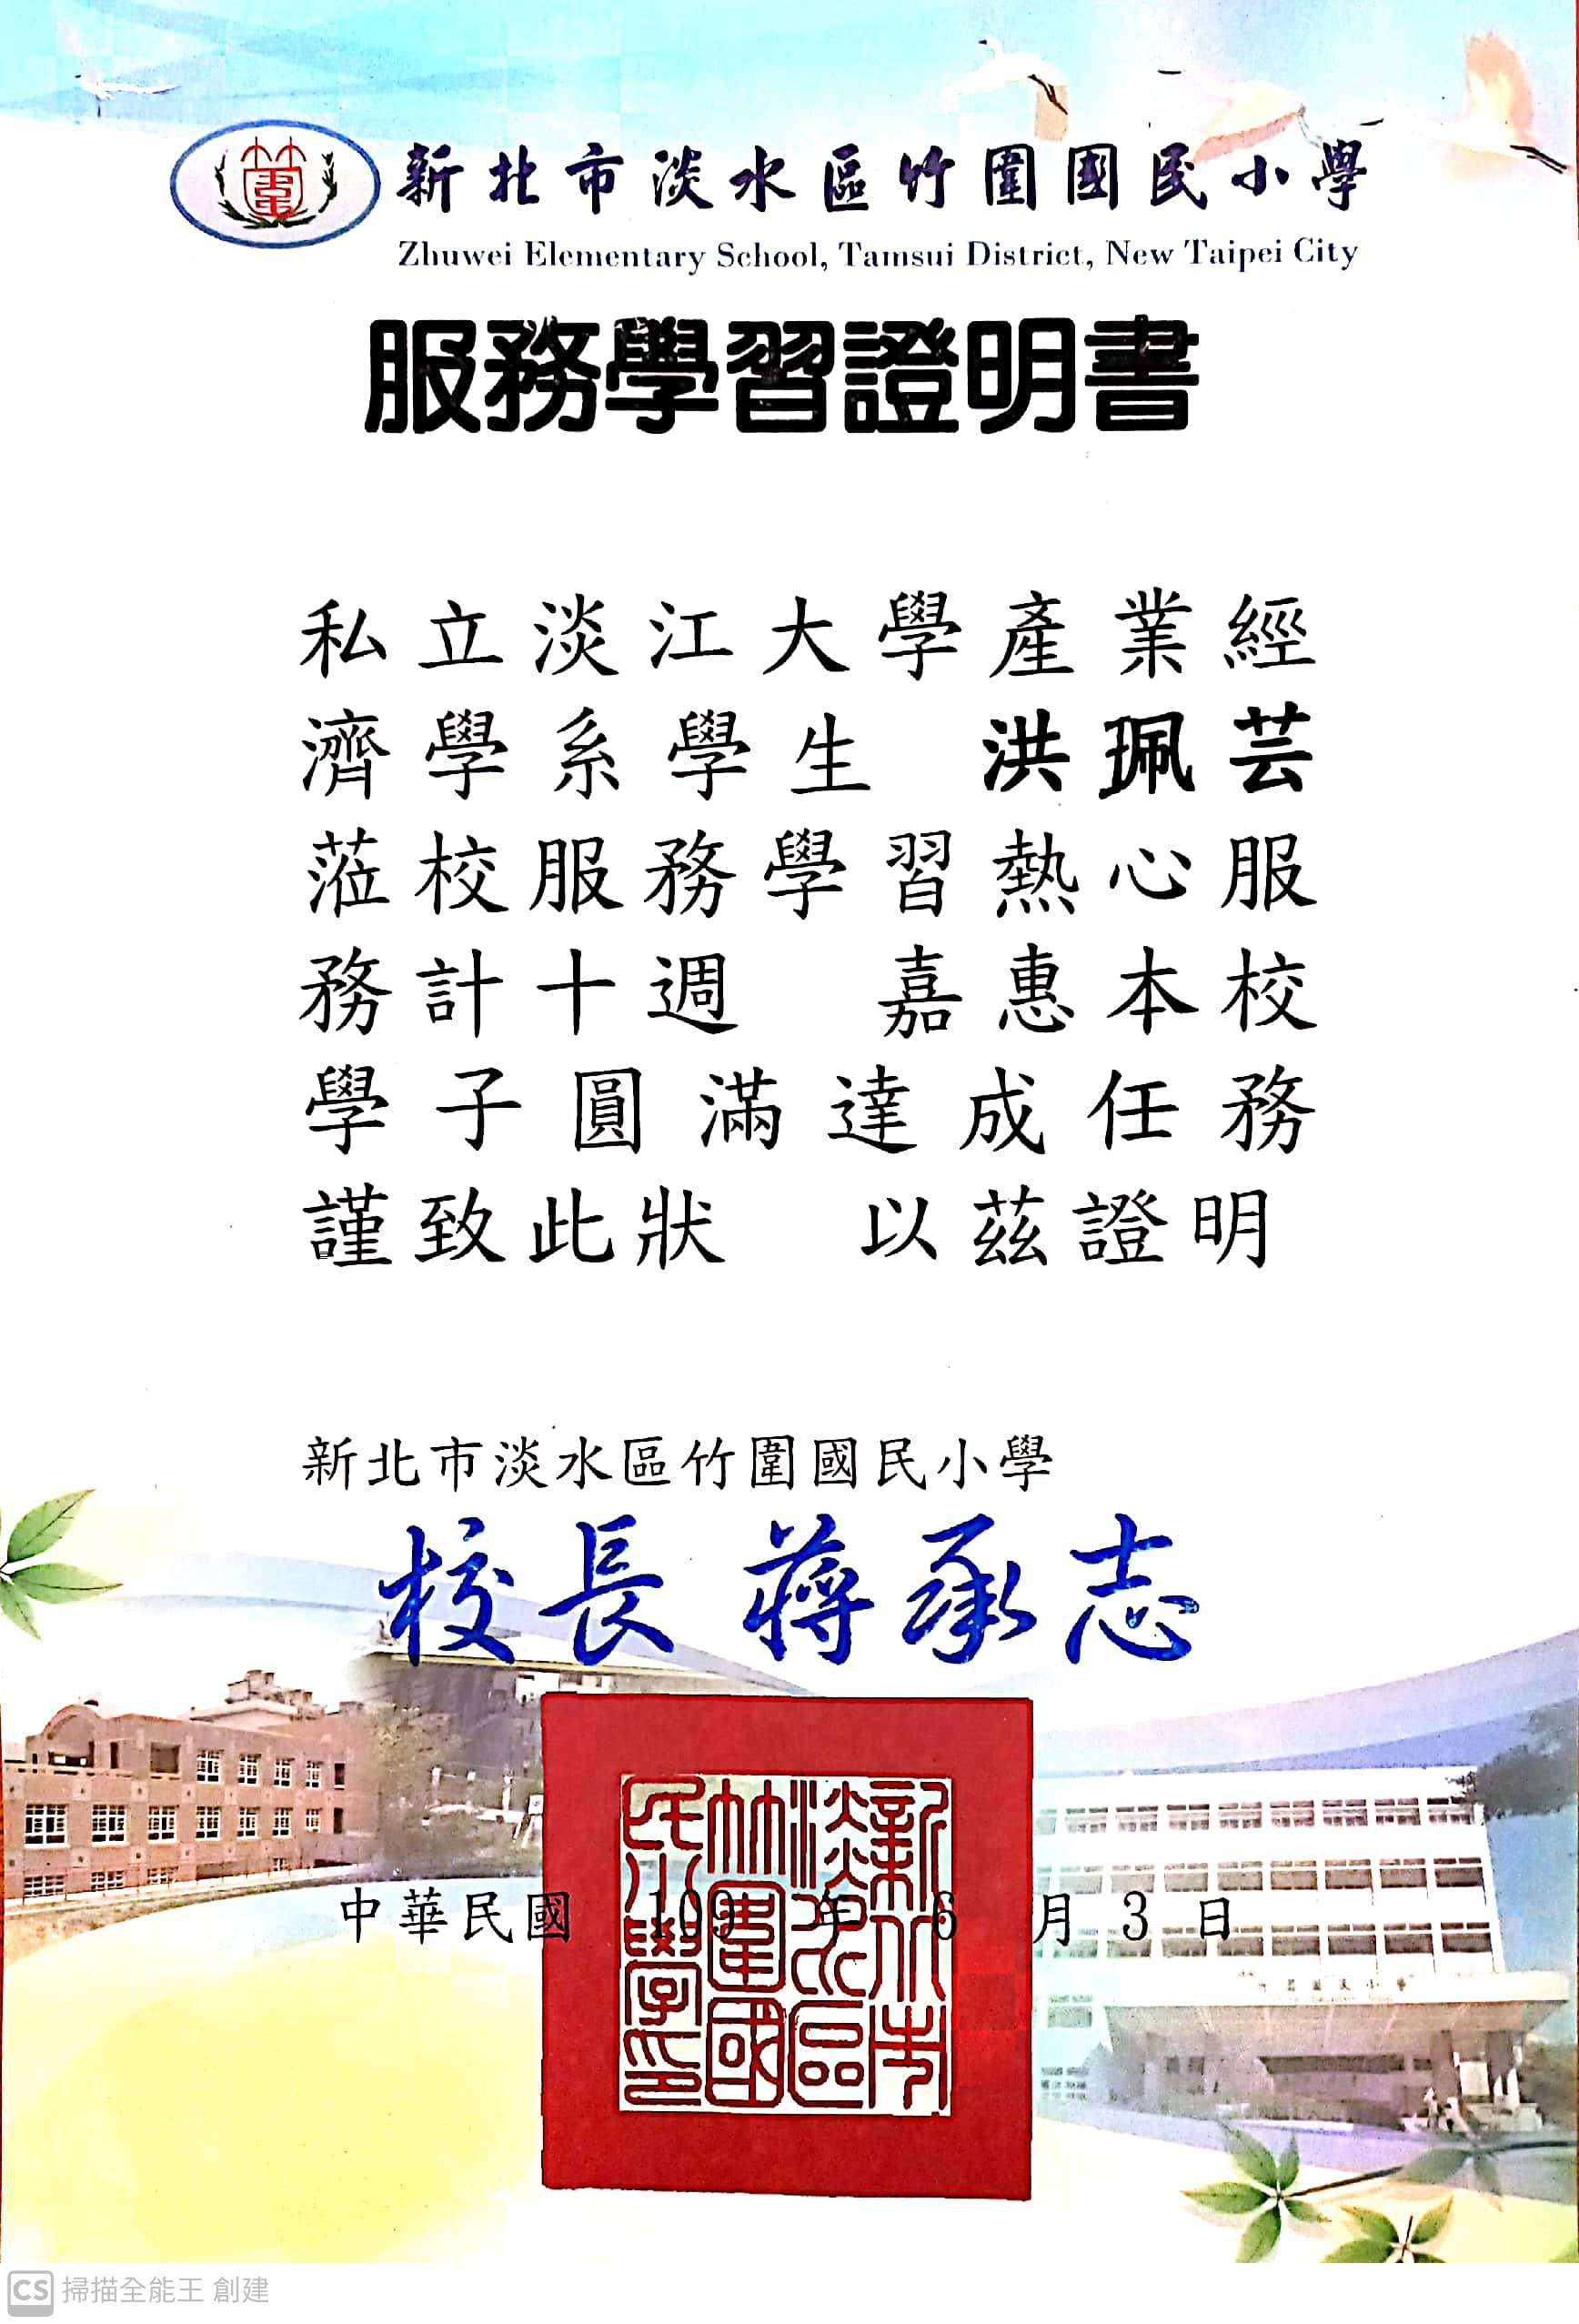 新北市淡水區竹圍國民小學
Zhuwei Elementary School, Tamsui District, New Taipei City
服務學習證明書
私立淡江大學產業經
濟學系學生 洪珮芸
蒞校服務學習熱心服
務計十週 嘉惠本校
學子圓滿達成任務
謹致此狀 以茲證明
新北市淡水區竹圍國民小學
校長 蔣承志
新北市
淡水區
竹圍國
民小學印
中華民國 109 年 6 月 3 日
CS 掃描全能王 創建